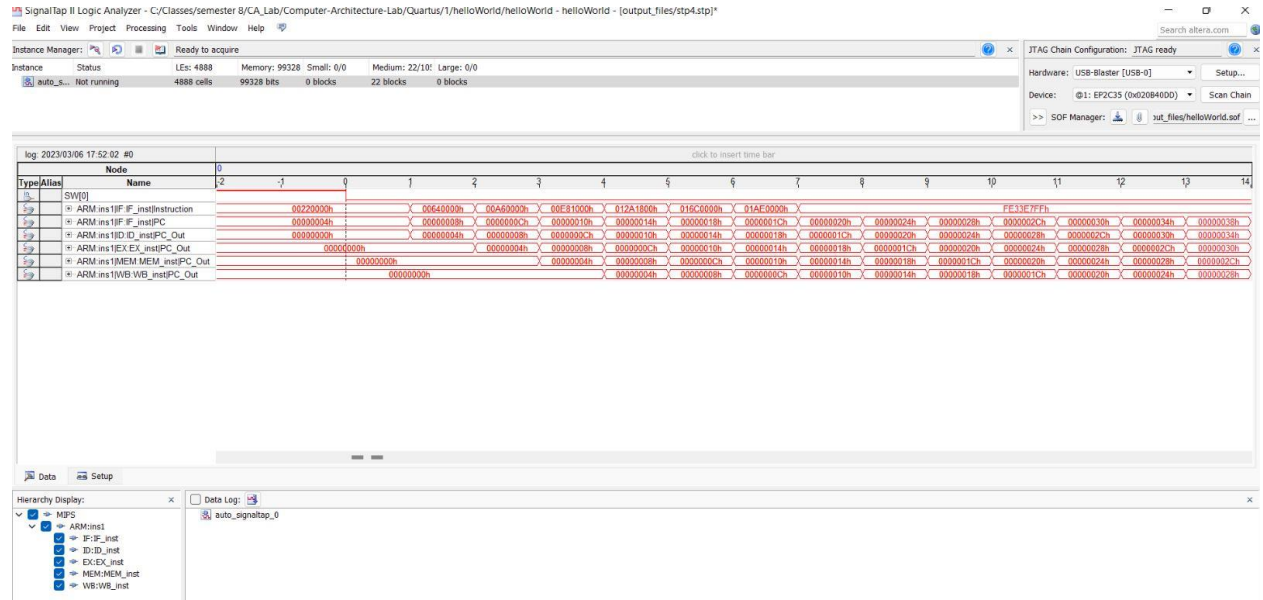 SignalTap II Logic Analyzer - C:/Classes/semester 8/CA_Lab/Computer-Architecture-Lab/Quartus/1/helloWorld/helloWorld - helloWorld - [output_files/stp4.stp]*
File Edit View Project Processing Tools Window Help
Search altera.com
Instance Manager: Ready to acquire
JTAG Chain Configuration: JTAG ready
Instance Status LEs: 4888 Memory: 99328 Small: 0/0 Medium: 22/10! Large: 0/0
auto_s... Not running 4888 cells 99328 bits 0 blocks 22 blocks 0 blocks
Hardware: USB-Blaster [USB-0] Setup...
Device: @1: EP2C35 (0x020B40DD) Scan Chain
>> SOF Manager: out_files/helloWorld.sof ...
log: 2023/03/06 17:52:02 #0 click to insert time bar
Node 0
Type Alias Name -2 -1 0 1 2 3 4 5 6 7 8 9 10 11 12 13 14
SW[0]
ARM:ins1|IF:IF_inst|Instruction 00220000h 00640000h 00A60000h 00E81000h 012A1800h 016C0000h 01AE0000h FE33E7FFh
ARM:ins1|IF:IF_inst|PC 00000004h 00000008h 0000000Ch 00000010h 00000014h 00000018h 0000001Ch 00000020h 00000024h 00000028h 0000002Ch 00000030h 00000034h 00000038h
ARM:ins1|ID:ID_inst|PC_Out 00000000h 00000004h 00000008h 0000000Ch 00000010h 00000014h 00000018h 0000001Ch 00000020h 00000024h 00000028h 0000002Ch 00000030h 00000034h
ARM:ins1|EX:EX_inst|PC_Out 00000000h 00000004h 00000008h 0000000Ch 00000010h 00000014h 00000018h 0000001Ch 00000020h 00000024h 00000028h 0000002Ch 00000030h
ARM:ins1|MEM:MEM_inst|PC_Out 00000000h 00000004h 00000008h 0000000Ch 00000010h 00000014h 00000018h 0000001Ch 00000020h 00000024h 00000028h 0000002Ch
ARM:ins1|WB:WB_inst|PC_Out 00000000h 00000004h 00000008h 0000000Ch 00000010h 00000014h 00000018h 0000001Ch 00000020h 00000024h 00000028h
Data Setup
Hierarchy Display: Data Log:
MIPS
auto_signaltap_0
ARM:ins1
IF:IF_inst
ID:ID_inst
EX:EX_inst
MEM:MEM_inst
WB:WB_inst